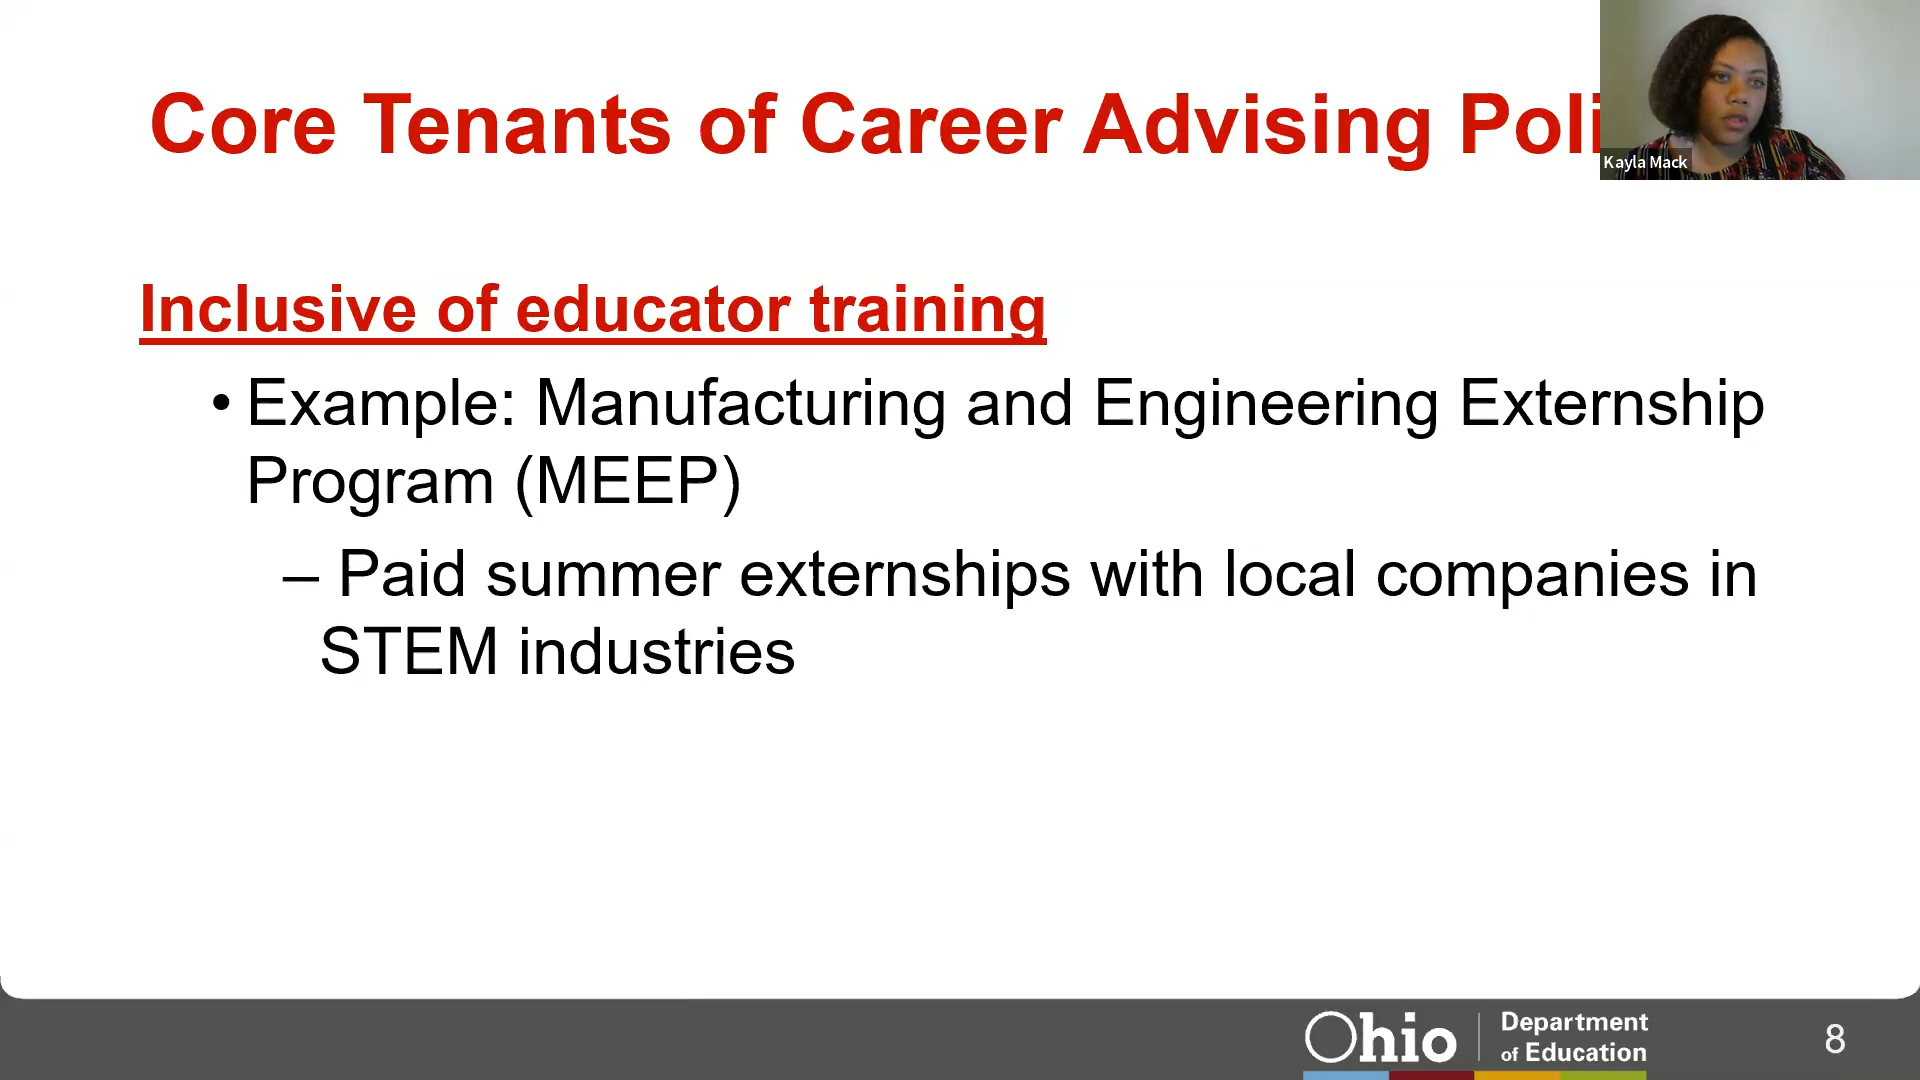 Core Tenants of Career Advising Poli
Kayla Mack
Inclusive of educator training
• Example: Manufacturing and Engineering Externship
Program (MEEP)
– Paid summer externships with local companies in
STEM industries
Ohio
Department
of Education
8